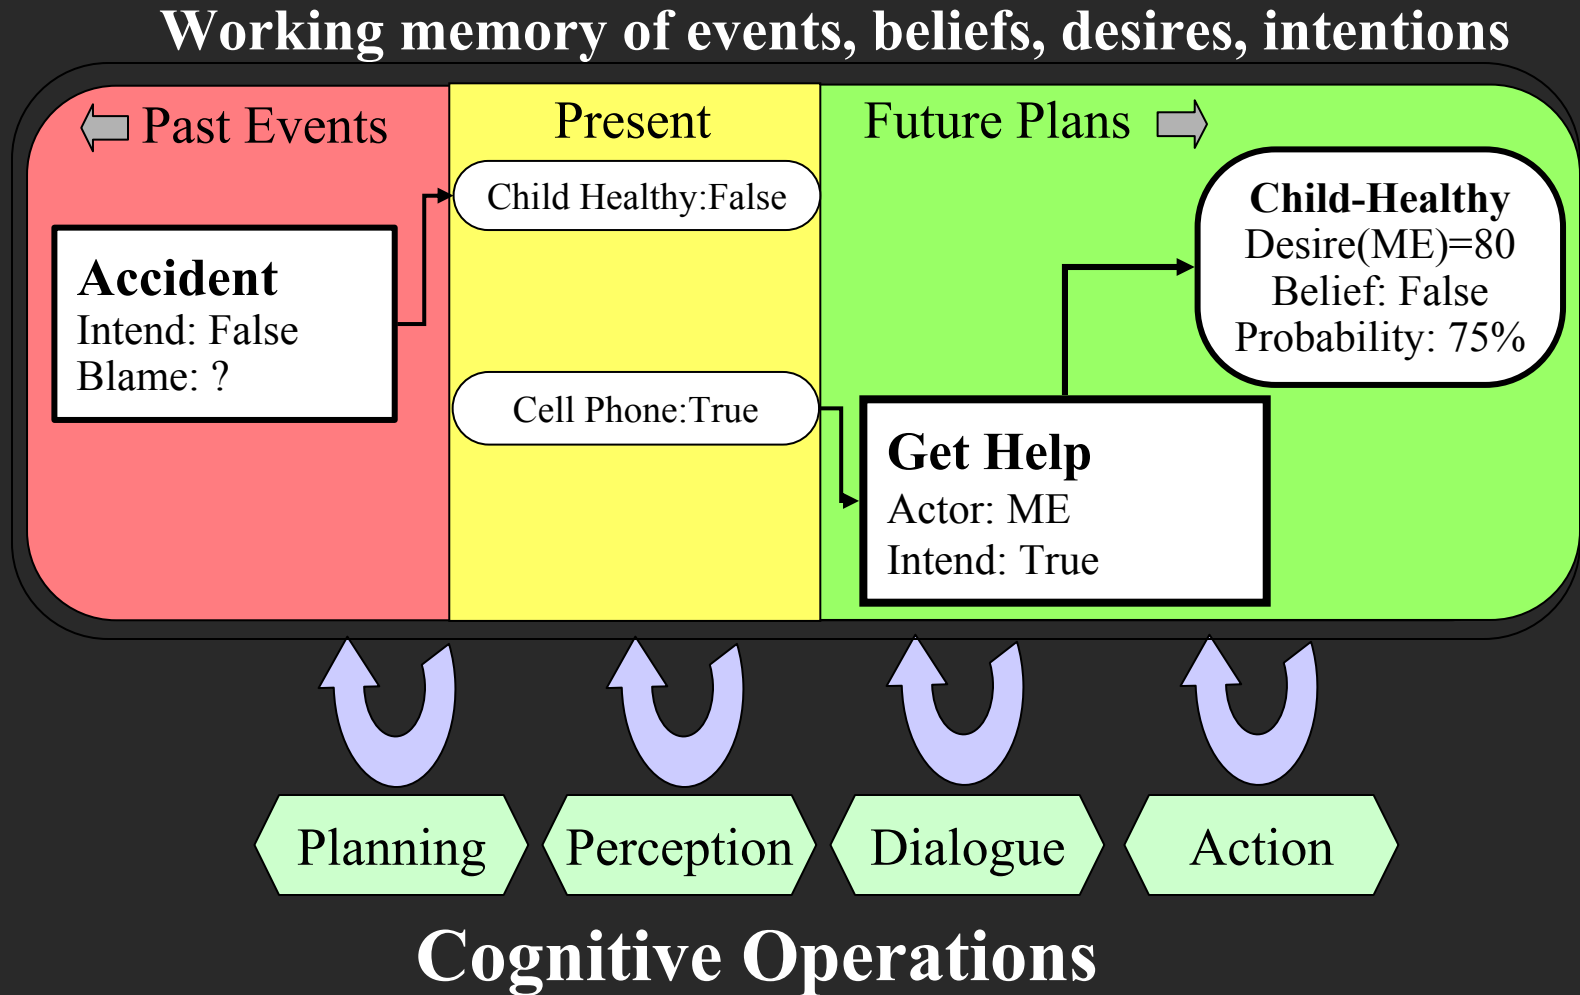 Working memory of events, beliefs, desires, intentions
Past Events
Present
Future Plans
Accident
Intend: False
Blame: ?
Child Healthy:False
Cell Phone:True
Get Help
Actor: ME
Intend: True
Child-Healthy
Desire(ME)=80
Belief: False
Probability: 75%
Planning
Perception
Dialogue
Action
Cognitive Operations